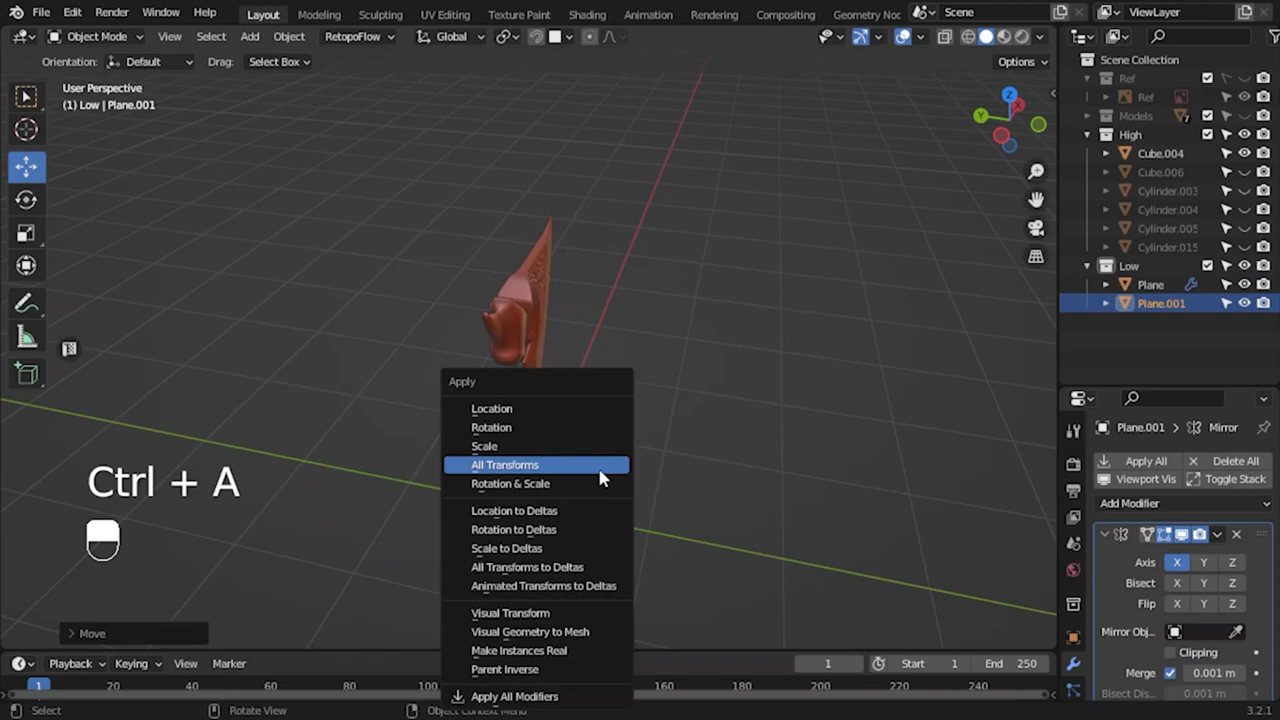 File Edit Render Window Help Layout Modeling Sculpting UV Editing Texture Paint Shading Animation Rendering Compositing Geometry Noc Scene ViewLayer
Object Mode View Select Add Object RetopoFlow Global
Orientation: Default Drag: Select Box Options
User Perspective
(1) Low | Plane.001
Z
X
Y
Scene Collection
Ref
Ref
Models
High
Cube.004
Cube.006
Cylinder.003
Cylinder.004
Cylinder.005
Cylinder.015
Low
Plane
Plane.001
Apply
Location
Rotation
Scale
All Transforms
Rotation & Scale
Location to Deltas
Rotation to Deltas
Scale to Deltas
All Transforms to Deltas
Animated Transforms to Deltas
Visual Transform
Visual Geometry to Mesh
Make Instances Real
Parent Inverse
Apply All Modifiers
Ctrl + A
Move
Plane.001 Mirror
Apply All Delete All
Viewport Vis Toggle Stack
Add Modifier
Axis X Y Z
Bisect X Y Z
Flip X Y Z
Mirror Obj..
Clipping
Merge 0.001 m
Bisect Dis.. 0.001 m
Playback Keying View Marker 1 Start 1 End 250
1 20 40 60 80 100 160 180 200 220 240
Select Rotate View Object Context Menu 3.2.1